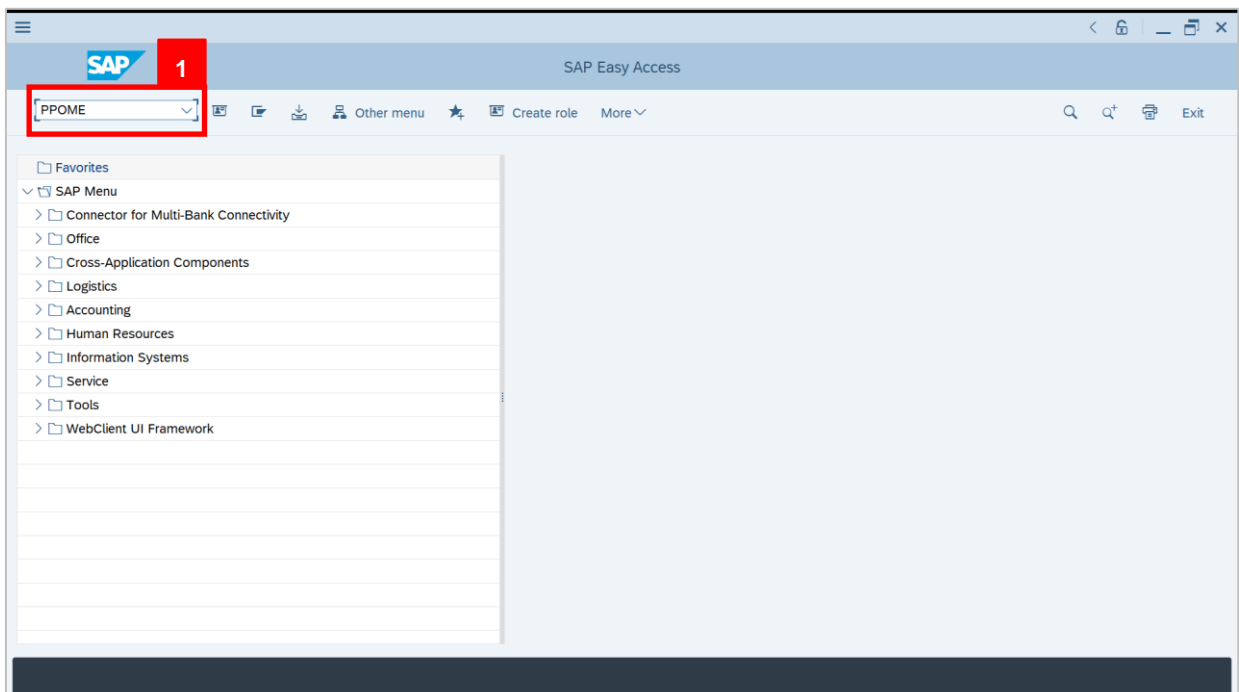 SAP
1
SAP Easy Access
PPOME
Other menu
Create role
More
Exit
Favorites
SAP Menu
Connector for Multi-Bank Connectivity
Office
Cross-Application Components
Logistics
Accounting
Human Resources
Information Systems
Service
Tools
WebClient UI Framework